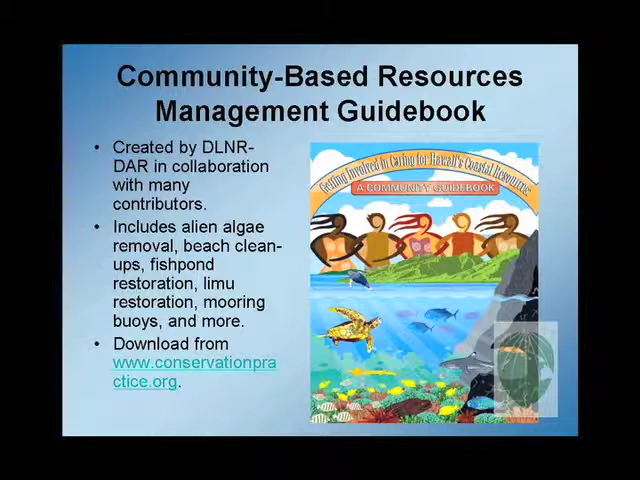 Community-Based Resources
Management Guidebook
• Created by DLNR-
DAR in collaboration
with many
contributors.
• Includes alien algae
removal, beach clean-
ups, fishpond
restoration, limu
restoration, mooring
buoys, and more.
• Download from
www.conservationpra
ctice.org.
Getting Involved in Caring for Hawai'i's Coastal Resources
A COMMUNITY GUIDEBOOK